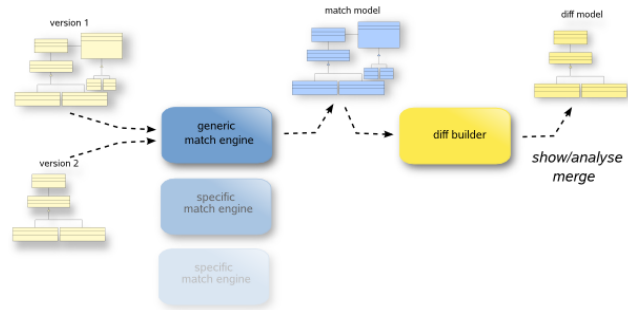 version 1
match model
diff model
generic
match engine
diff builder
show/analyse
merge
version 2
specific
match engine
specific
match engine